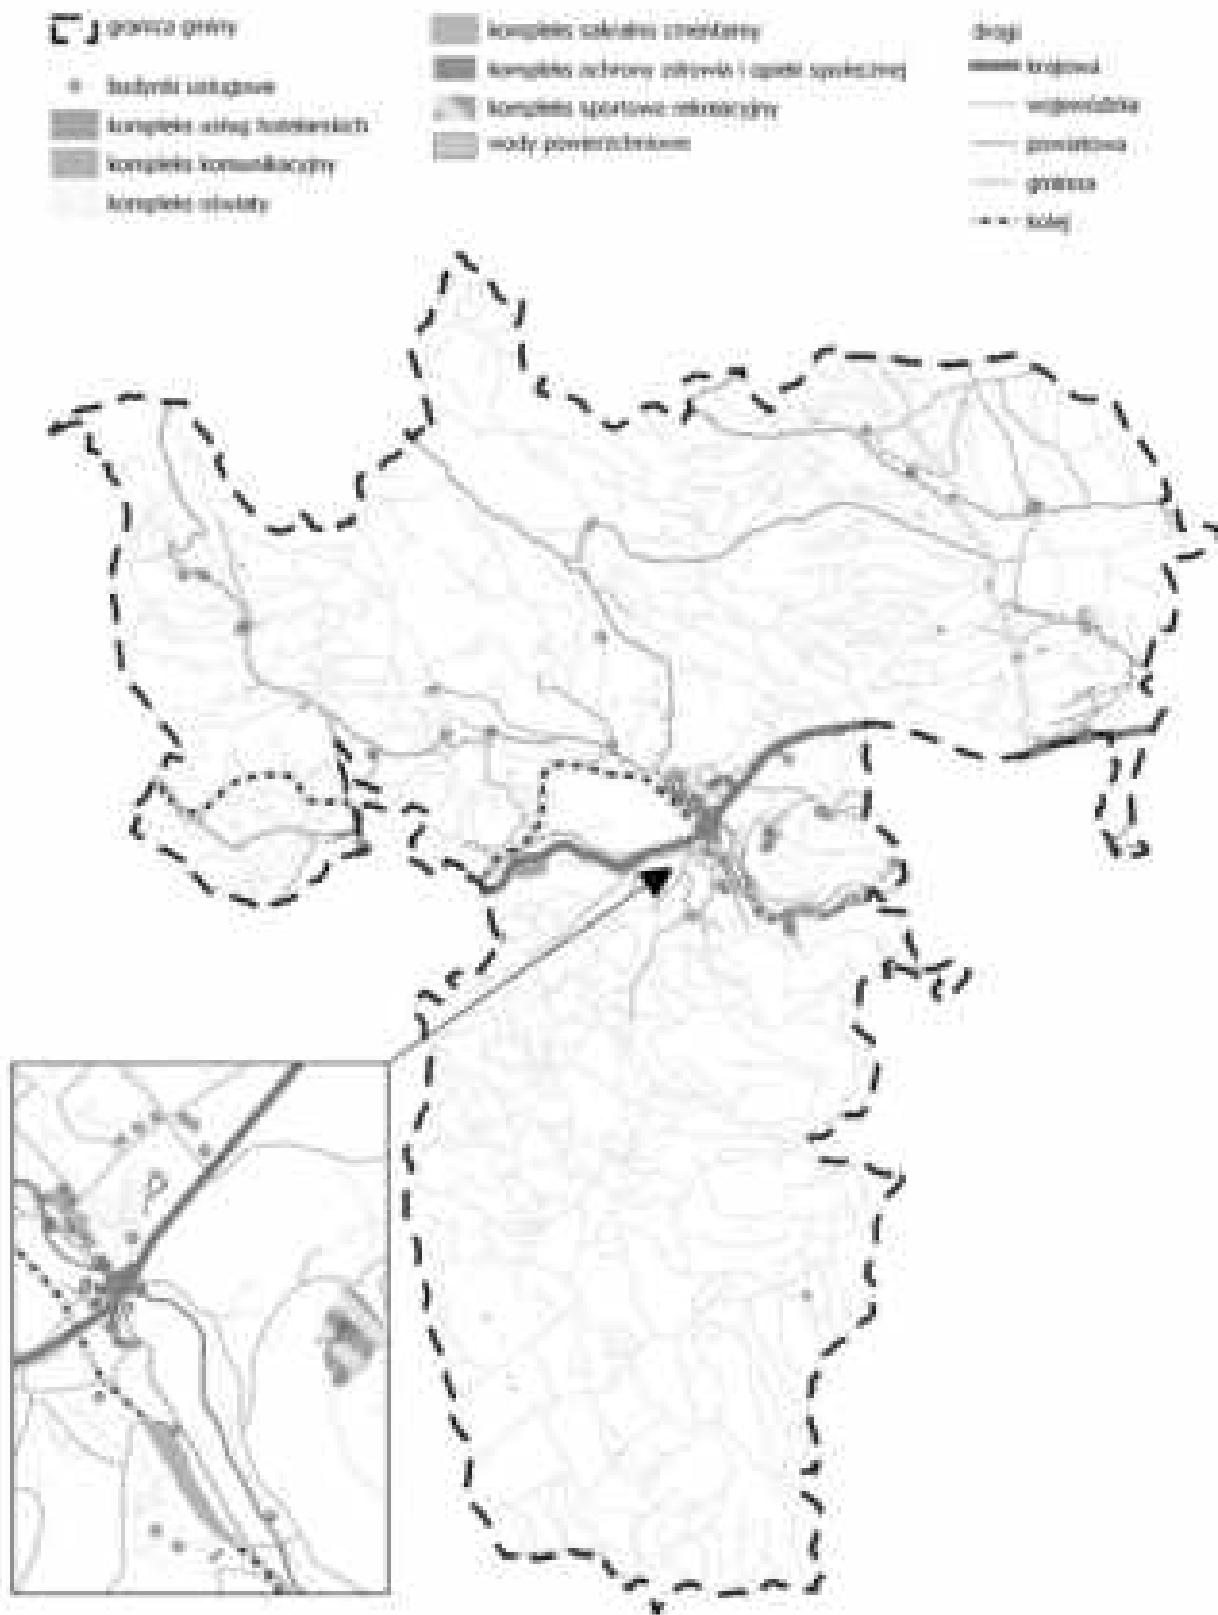 granica gminy
budynki usługowe
kompleks usług hotelarskich
kompleks komunikacyjny
kompleks oświaty
kompleks sakralno cmentarny
kompleks ochrony zdrowia i opieki społecznej
kompleks sportowo rekreacyjny
wody powierzchniowe
drogi
krajowa
wojewódzka
powiatowa
gminna
kolej